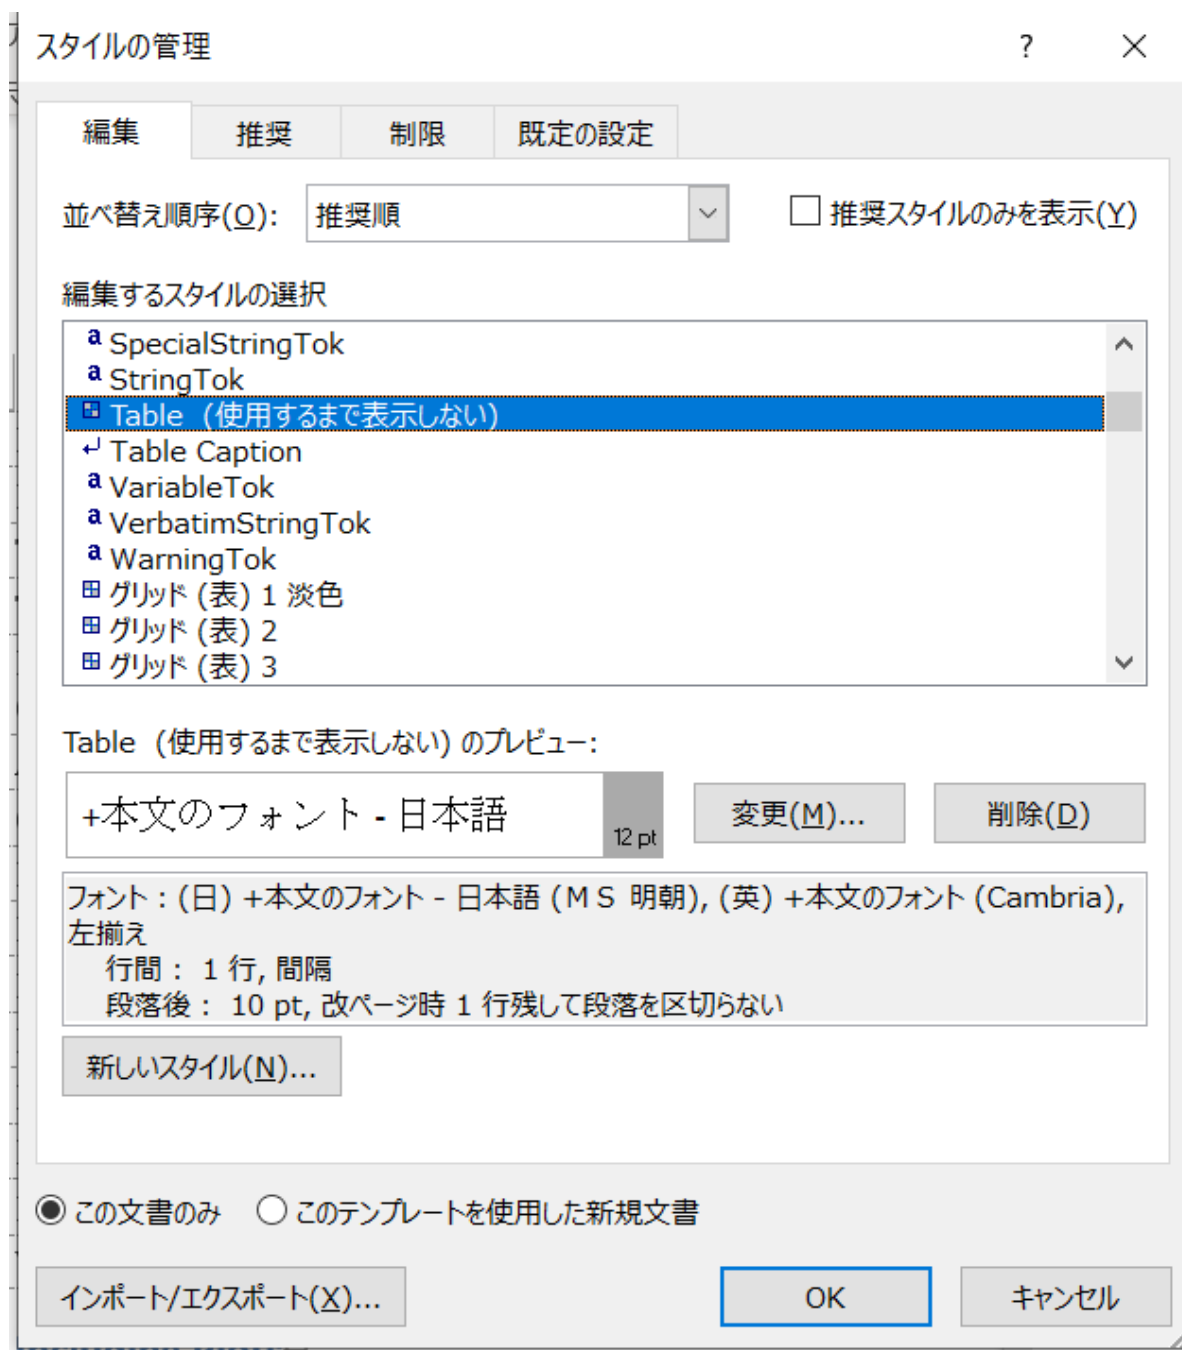 スタイルの管理 ?
編集 推奨 制限 既定の設定
並べ替え順序(O): 推奨順 推奨スタイルのみを表示(Y)
編集するスタイルの選択
a SpecialStringTok
a StringTok
Table (使用するまで表示しない)
Table Caption
a VariableTok
a VerbatimStringTok
a WarningTok
グリッド (表) 1 淡色
グリッド (表) 2
グリッド (表) 3
Table (使用するまで表示しない) のプレビュー:
+本文のフォント - 日本語 12 pt 変更(M)... 削除(D)
フォント : (日) +本文のフォント - 日本語 (ＭＳ 明朝), (英) +本文のフォント (Cambria),
左揃え
行間 : 1 行, 間隔
段落後 : 10 pt, 改ページ時 1 行残して段落を区切らない
新しいスタイル(N)...
この文書のみ このテンプレートを使用した新規文書
インポート/エクスポート(X)... OK キャンセル